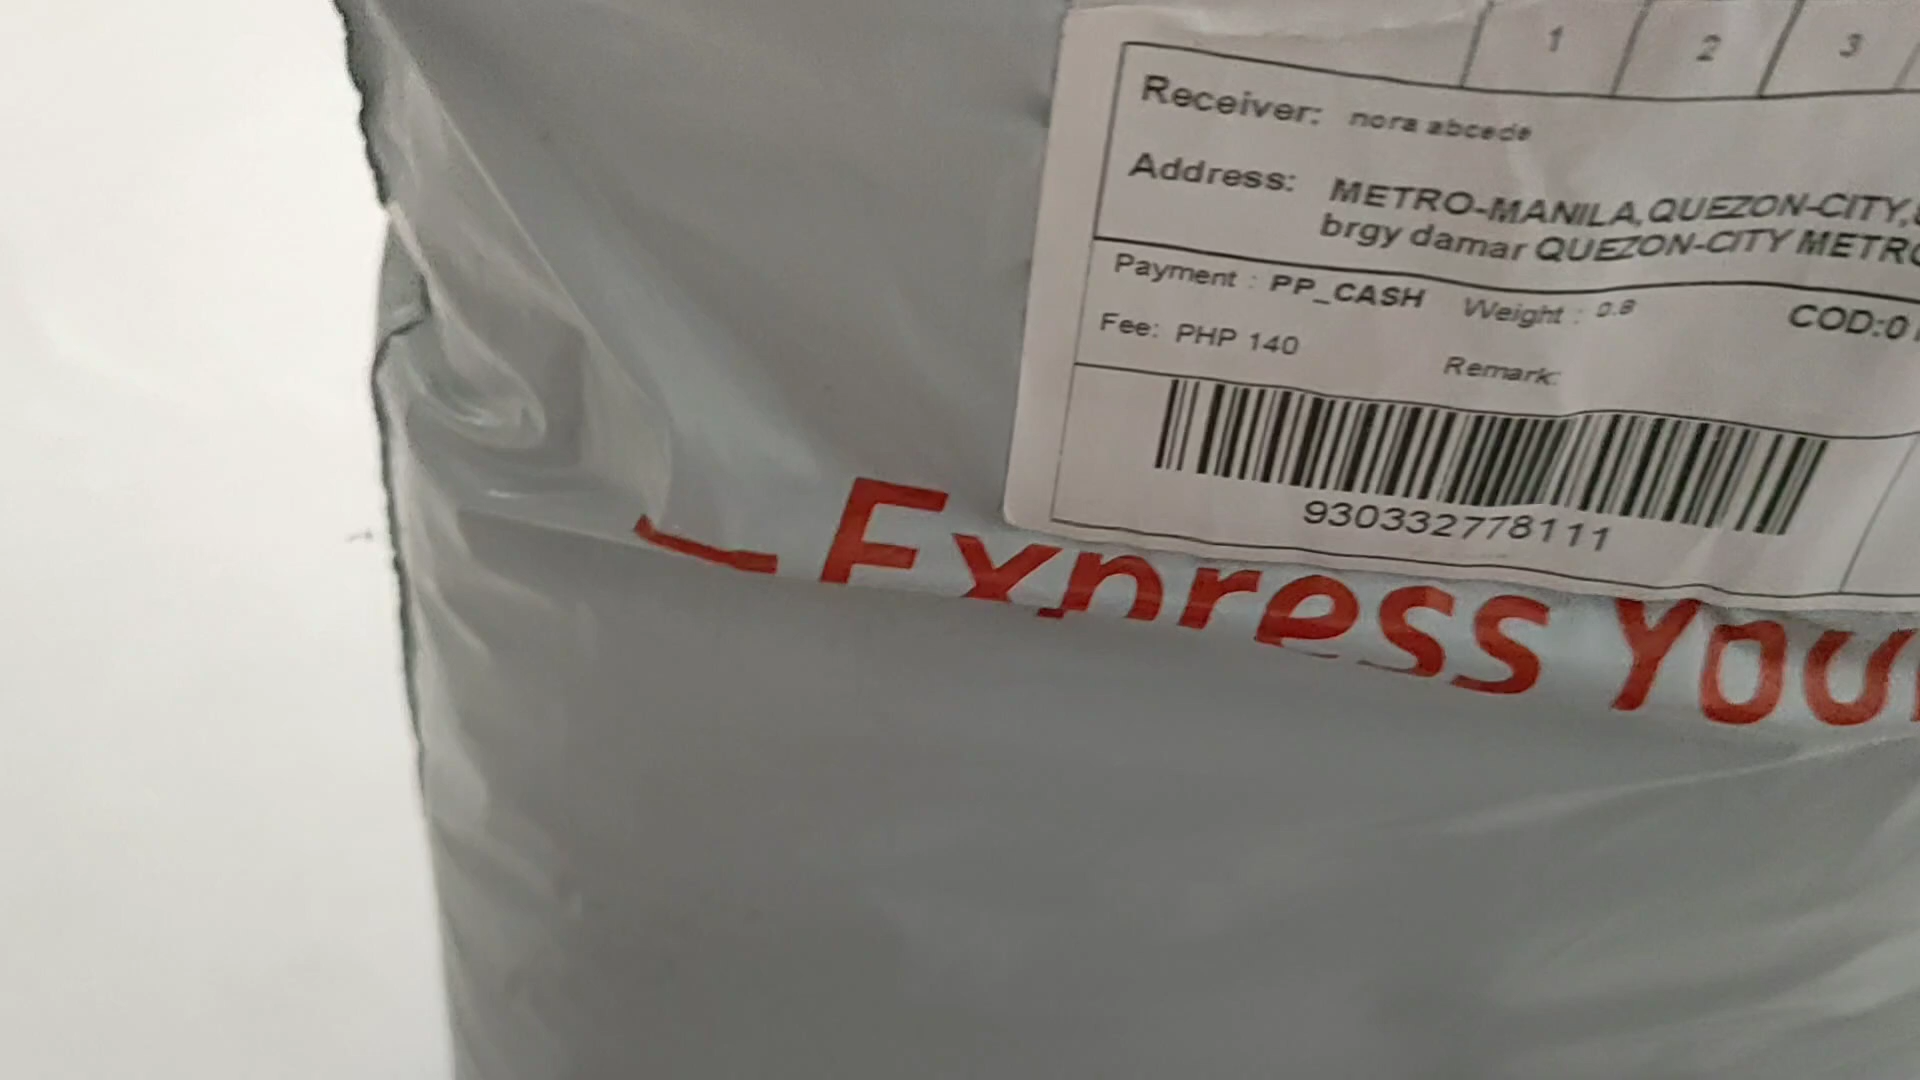 1 2 3
Receiver: nora abcede
Address: METRO-MANILA,QUEZON-CITY,
brgy damar QUEZON-CITY METRO
Payment : PP_CASH Weight : 0.8 COD:0
Fee: PHP 140
Remark:
930332778111
Express Your